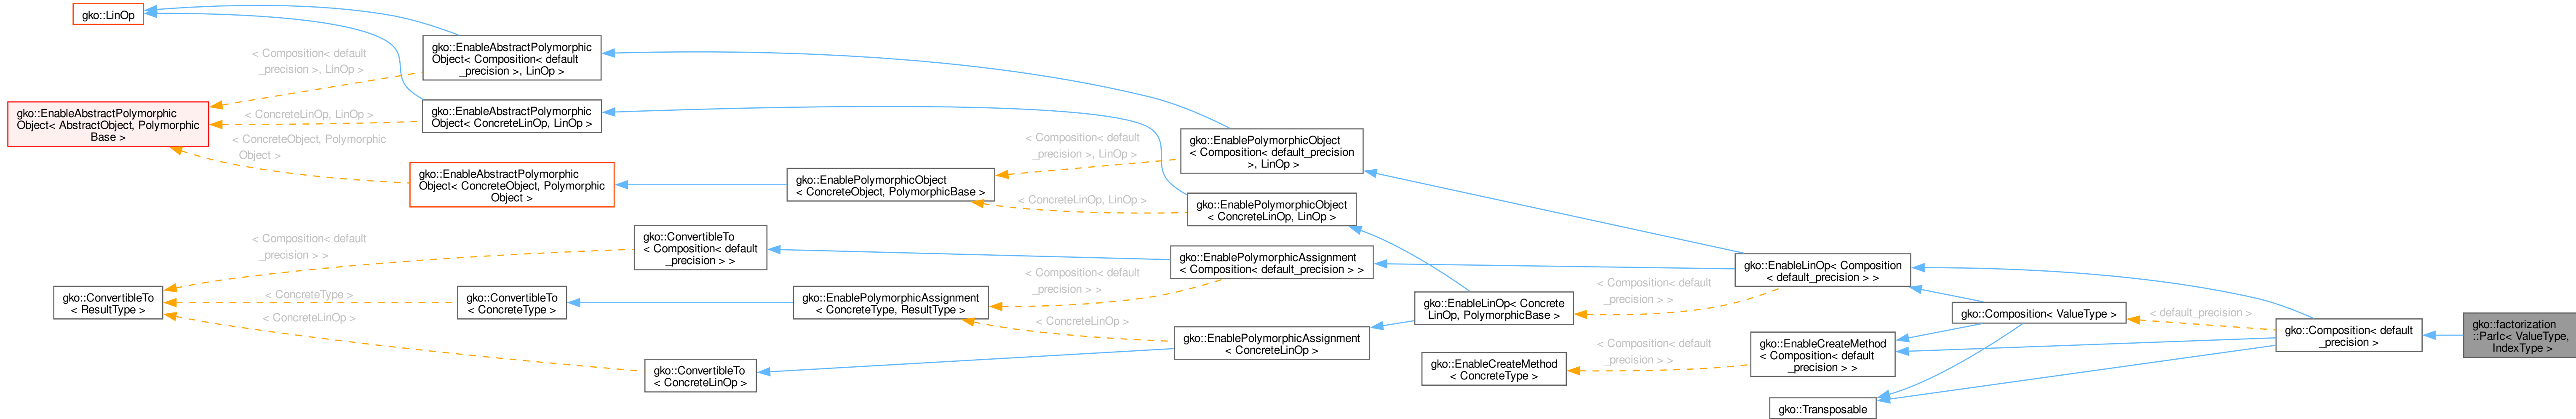 gko::LinOp
gko::EnableAbstractPolymorphic
Object< Composition< default
_precision >, LinOp >
< Composition< default
_precision >, LinOp >
gko::EnableAbstractPolymorphic
Object< AbstractObject, Polymorphic
Base >
< ConcreteLinOp, LinOp >
gko::EnableAbstractPolymorphic
Object< ConcreteLinOp, LinOp >
< ConcreteObject, Polymorphic
Object >
gko::EnableAbstractPolymorphic
Object< ConcreteObject, Polymorphic
Object >
gko::EnablePolymorphicObject
< ConcreteObject, PolymorphicBase >
< Composition< default
_precision >, LinOp >
gko::EnablePolymorphicObject
< Composition< default_precision
>, LinOp >
< ConcreteLinOp, LinOp >
gko::EnablePolymorphicObject
< ConcreteLinOp, LinOp >
< Composition< default
_precision > >
gko::ConvertibleTo
< Composition< default
_precision > >
gko::EnablePolymorphicAssignment
< Composition< default_precision > >
gko::ConvertibleTo
< ResultType >
< ConcreteType >
gko::ConvertibleTo
< ConcreteType >
gko::EnablePolymorphicAssignment
< ConcreteType, ResultType >
< Composition< default
_precision > >
< ConcreteLinOp >
< ConcreteLinOp >
gko::EnablePolymorphicAssignment
< ConcreteLinOp >
gko::ConvertibleTo
< ConcreteLinOp >
gko::EnableLinOp< Concrete
LinOp, PolymorphicBase >
< Composition< default
_precision > >
gko::EnableLinOp< Composition
< default_precision > >
gko::Composition< ValueType >
< default_precision >
gko::EnableCreateMethod
< ConcreteType >
< Composition< default
_precision > >
gko::EnableCreateMethod
< Composition< default
_precision > >
gko::Transposable
gko::Composition< default
_precision >
gko::factorization
::ParIc< ValueType,
IndexType >